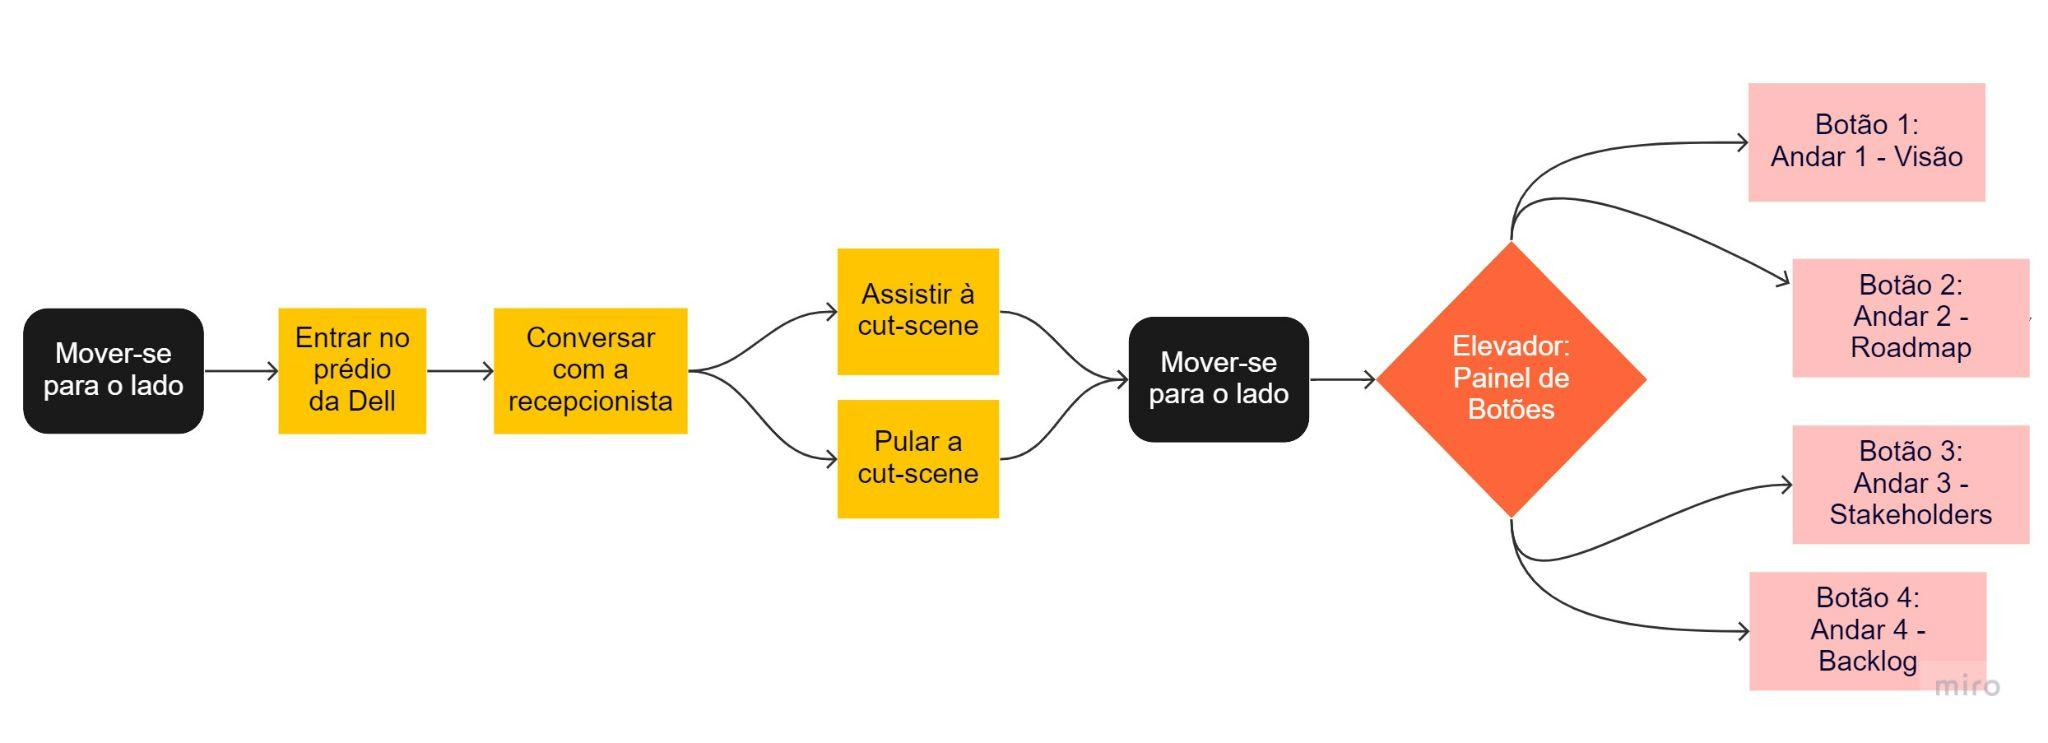 Mover-se
para o lado
Entrar no
prédio
da Dell
Conversar
com a
recepcionista
Assistir à
cut-scene
Pular a
cut-scene
Mover-se
para o lado
Elevador:
Painel de
Botões
Botão 1:
Andar 1 - Visão
Botão 2:
Andar 2 -
Roadmap
Botão 3:
Andar 3 -
Stakeholders
Botão 4:
Andar 4 -
Backlog
miro